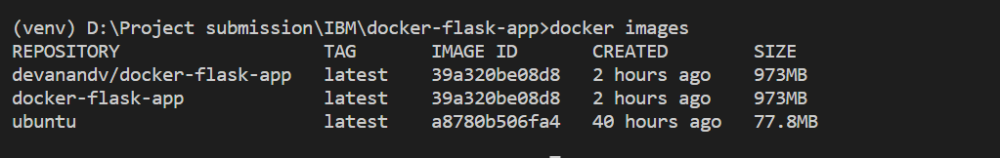 (venv) D:\Project submission\IBM\docker-flask-app>docker images
REPOSITORY TAG IMAGE ID CREATED SIZE
devanandv/docker-flask-app latest 39a320be08d8 2 hours ago 973MB
docker-flask-app latest 39a320be08d8 2 hours ago 973MB
ubuntu latest a8780b506fa4 40 hours ago 77.8MB